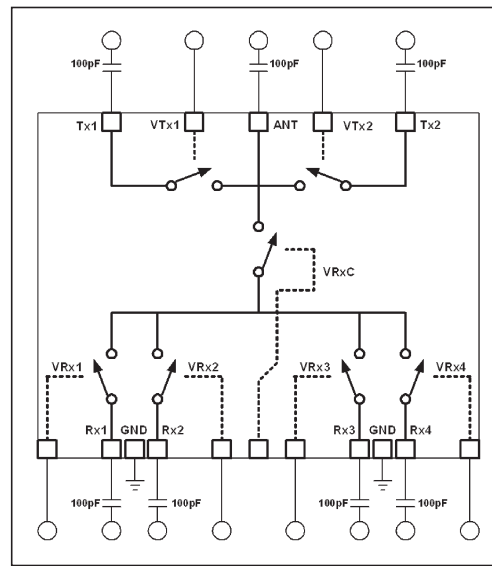 100pF 100pF 100pF
Tx1 VTx1 ANT VTx2 Tx2
VRxC
VRx1 VRx2 VRx3 VRx4
Rx1 GND Rx2 Rx3 GND Rx4
100pF 100pF 100pF 100pF